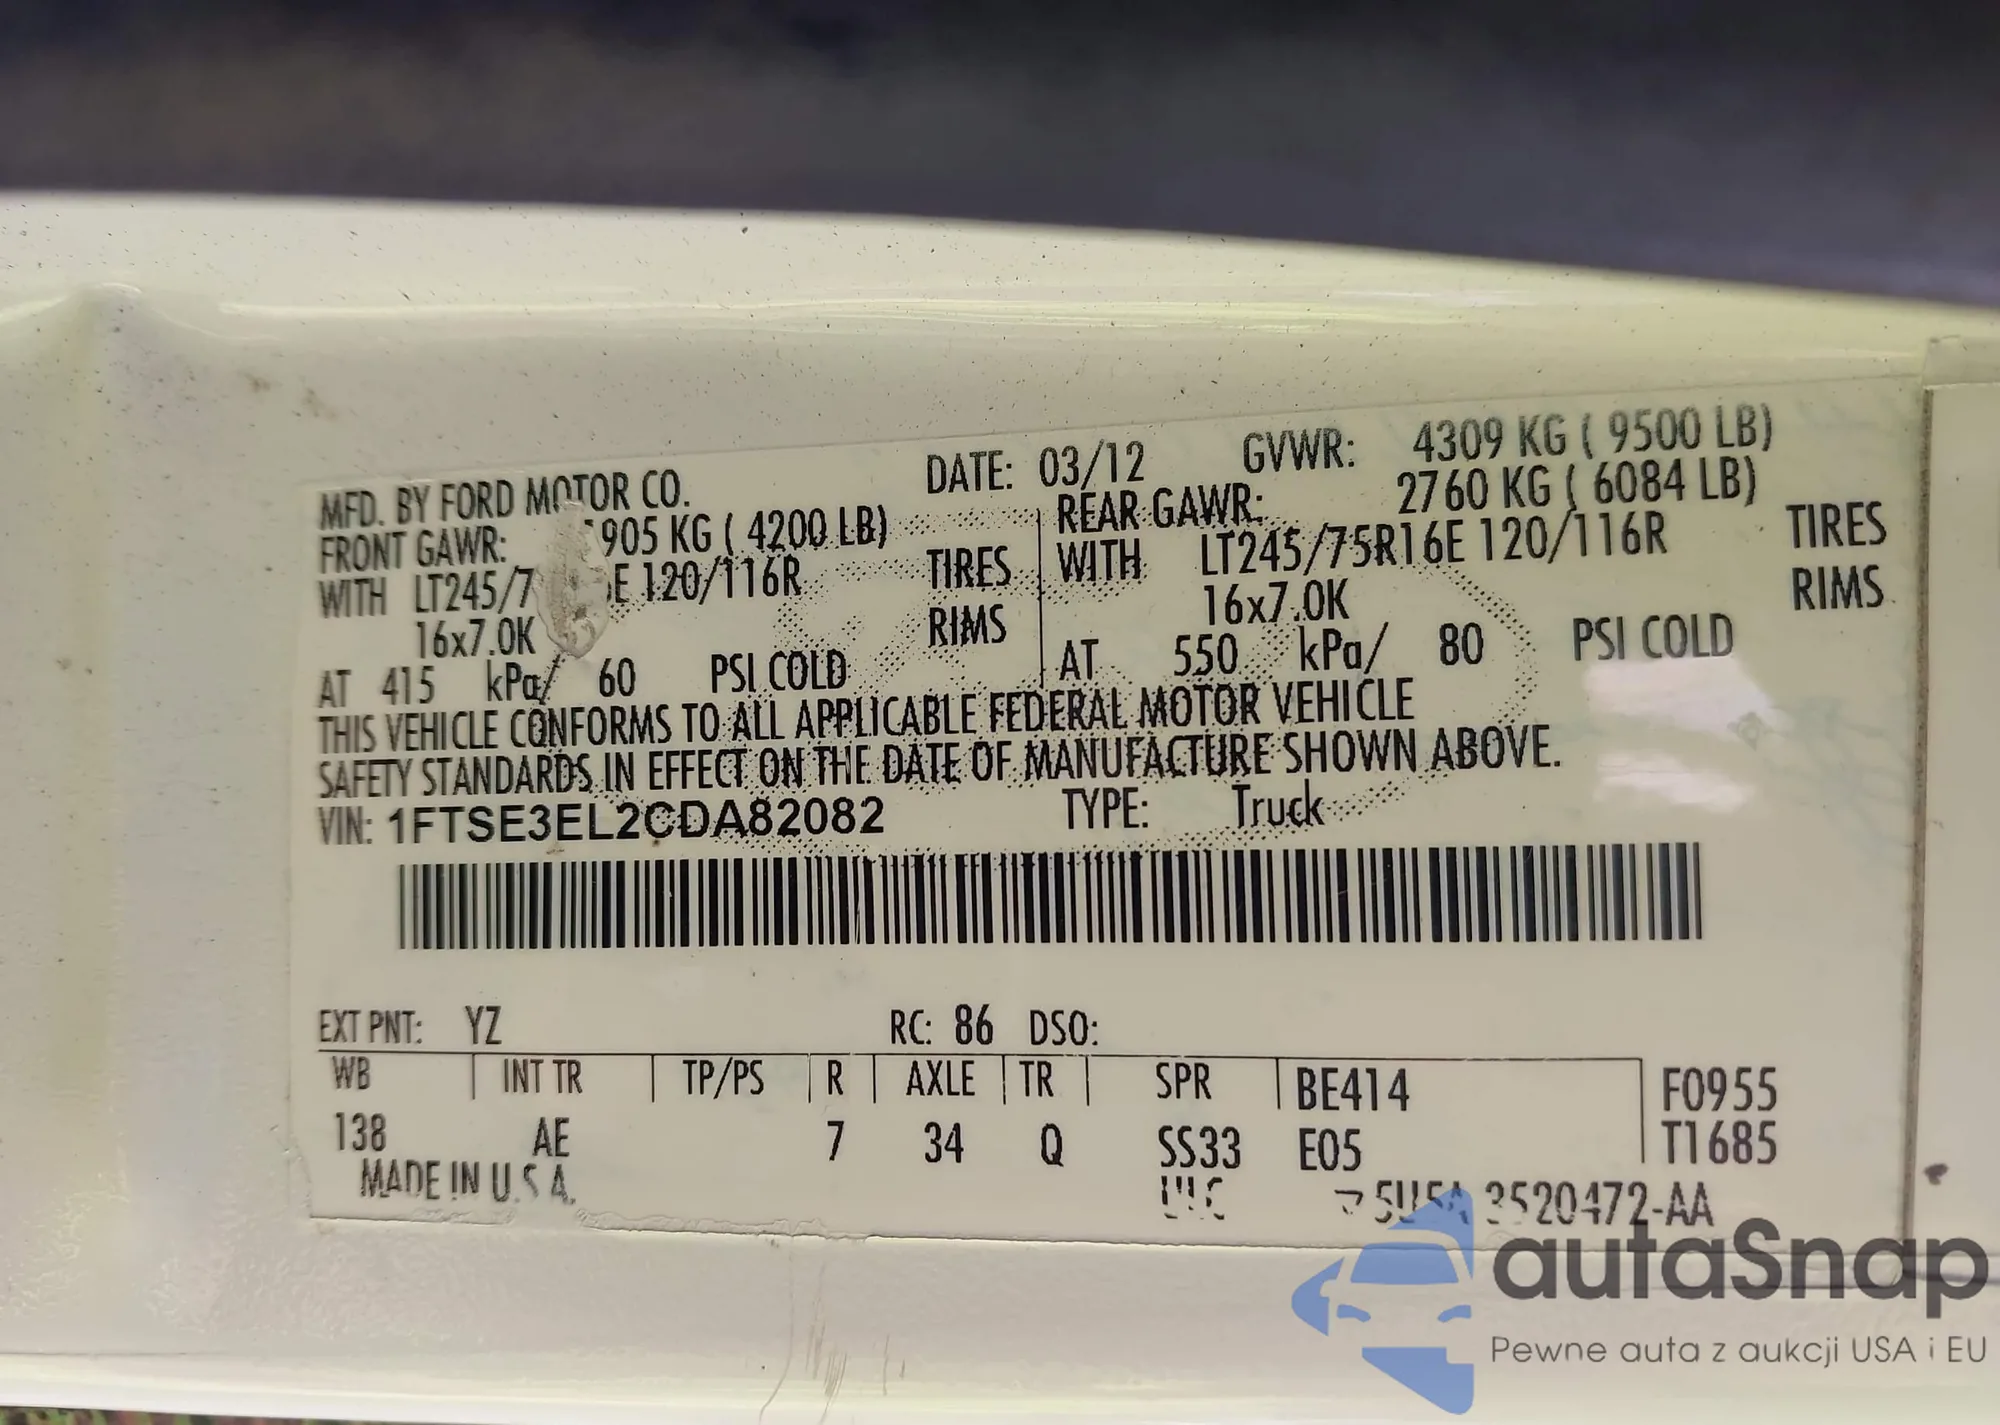 MFD. BY FORD MOTOR CO. DATE: 03/12 GVWR: 4309 KG ( 9500 LB)
FRONT GAWR: 905 KG ( 4200 LB) REAR GAWR: 2760 KG ( 6084 LB)
WITH LT245/7 E 120/116R TIRES WITH LT245/75R16E 120/116R TIRES
16x7.0K RIMS 16x7.0K RIMS
AT 415 kPa/ 60 PSI COLD AT 550 kPa/ 80 PSI COLD
THIS VEHICLE CONFORMS TO ALL APPLICABLE FEDERAL MOTOR VEHICLE
SAFETY STANDARDS IN EFFECT ON THE DATE OF MANUFACTURE SHOWN ABOVE.
VIN: 1FTSE3EL2CDA82082 TYPE: Truck
EXT PNT: YZ RC: 86 DSO:
WB INT TR TP/PS R AXLE TR SPR BE414 F0955
138 AE 7 34 Q SS33 E05 T1685
MADE IN U.S.A. 3520472-AA
autaSnap
Pewne auta z aukcji USA i EU